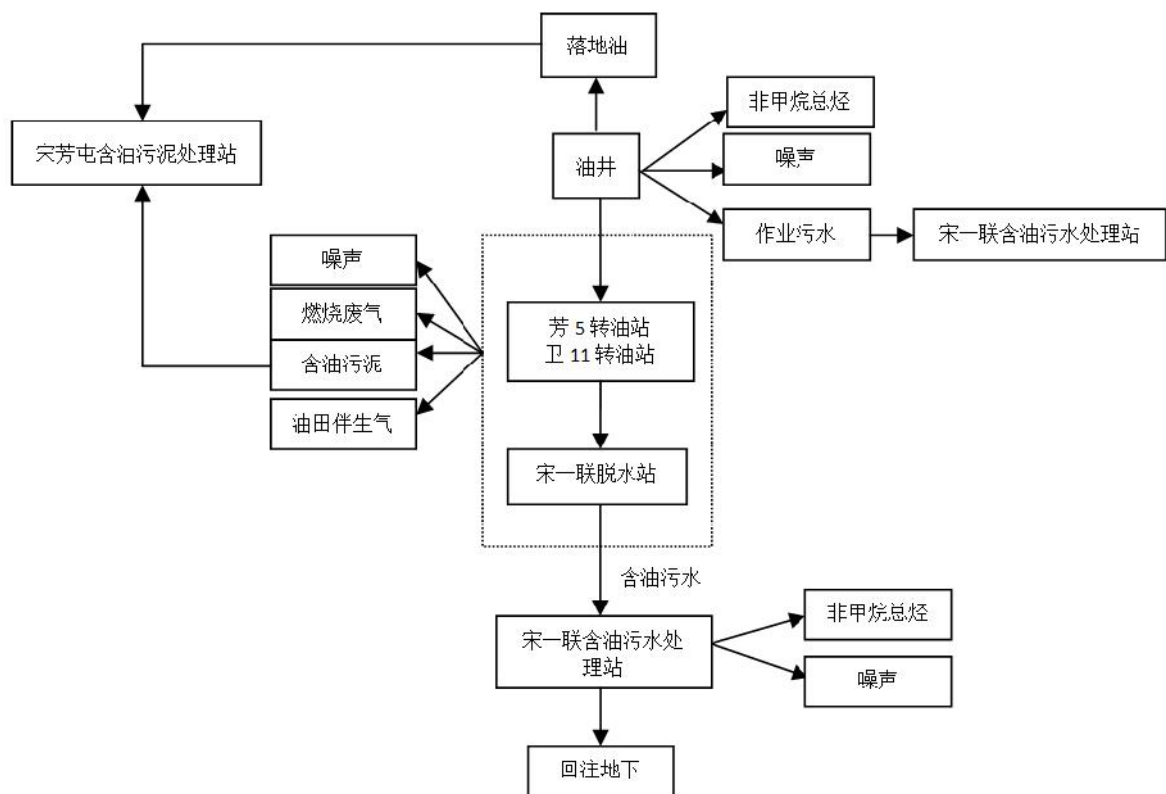 落地油
非甲烷总烃
宋芳屯含油污泥处理站
油井
噪声
作业污水
宋一联含油污水处理站
噪声
燃烧废气
芳 5 转油站
卫 11 转油站
含油污泥
油田伴生气
宋一联脱水站
含油污水
非甲烷总烃
宋一联含油污水处
理站
噪声
回注地下